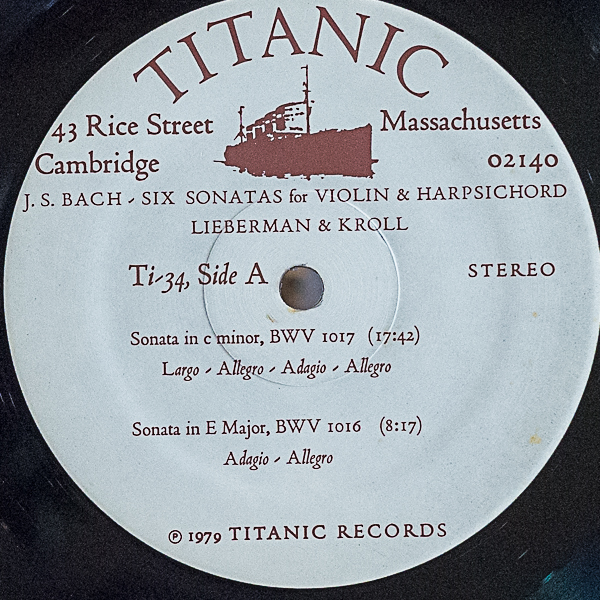 TITANIC
43 Rice Street Massachusetts
Cambridge 02140
J. S. BACH - SIX SONATAS for VIOLIN & HARPSICHORD
LIEBERMAN & KROLL
Ti-34, Side A STEREO
Sonata in c minor, BWV 1017 (17:42)
Largo - Allegro - Adagio - Allegro
Sonata in E Major, BWV 1016 (8:17)
Adagio - Allegro
℗ 1979 TITANIC RECORDS